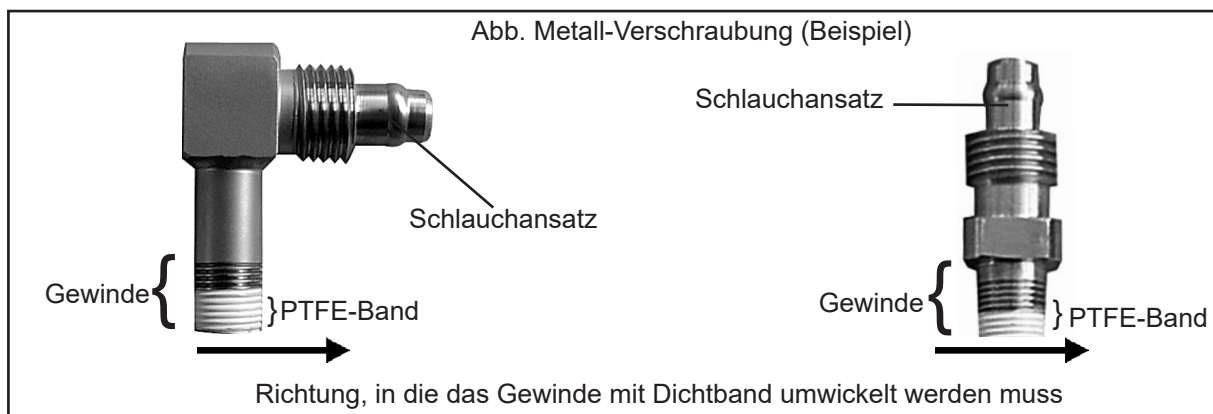 Abb. Metall-Verschraubung (Beispiel)
Schlauchansatz
Schlauchansatz
Gewinde
PTFE-Band
Gewinde
PTFE-Band
Richtung, in die das Gewinde mit Dichtband umwickelt werden muss